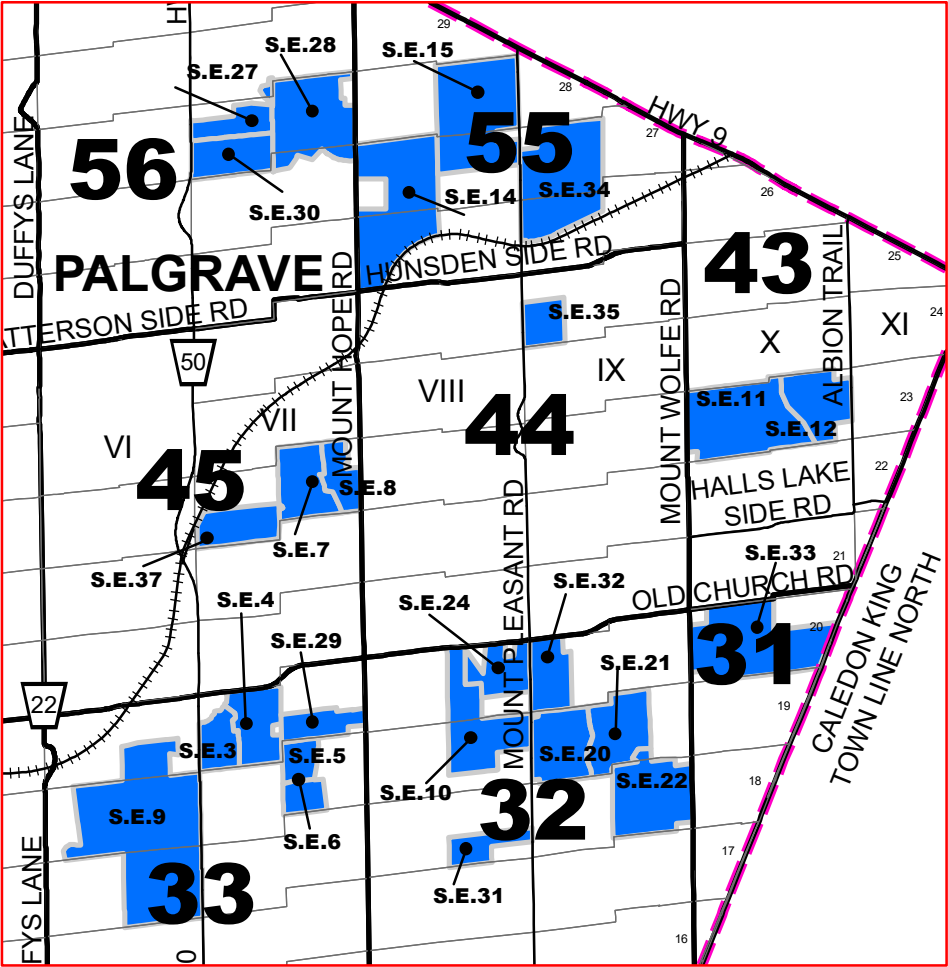 29
H
S.E.28
S.E.15
S.E.27
28
HWY 9
27
55
56
DUFFYS LANE
26
S.E.34
S.E.14
S.E.30
ALBION TRAIL
43
PALGRAVE
HUNSDEN SIDE RD
25
MOUNT HOPE RD
MOUNT WOLFE RD
ATTERSON SIDE RD
S.E.35
24
XI
X
50
IX
VIII
VII
VI
S.E.11
23
44
S.E.12
45
22
S.E.8
HALLS LAKE
SIDE RD
MOUNT PLEASANT RD
S.E.7
S.E.37
S.E.33
21
OLD CHURCH RD
S.E.32
S.E.4
S.E.24
CALEDON KING
TOWN LINE NORTH
S.E.29
20
31
S.E.21
22
19
S.E.3
S.E.5
S.E.20
S.E.22
18
S.E.10
32
S.E.9
S.E.6
17
33
S.E.31
FYS LANE
16
0